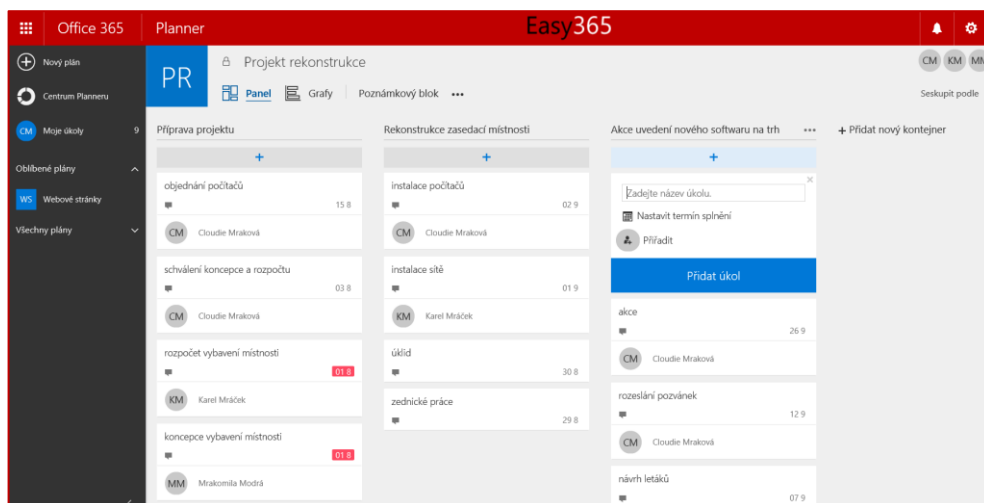 Office 365
Planner
Easy365
Nový plán
Centrum Planneru
CM Moje úkoly 9
Oblíbené plány
WS Webové stránky
Všechny plány
PR
Projekt rekonstrukce
CM KM MM
Panel Grafy Poznámkový blok •••
Seskupit podle
Příprava projektu
+
objednání počítačů
15 8
CM Cloudie Mraková
schválení koncepce a rozpočtu
03 8
CM Cloudie Mraková
rozpočet vybavení místnosti
01 8
KM Karel Mráček
koncepce vybavení místnosti
01 8
MM Mrakomila Modrá
Rekonstrukce zasedací místnosti
+
instalace počítačů
02 9
CM Cloudie Mraková
instalace sítě
01 9
KM Karel Mráček
úklid
30 8
zednické práce
29 8
Akce uvedení nového softwaru na trh •••
+
Zadejte název úkolu.
Nastavit termín splnění
Přiřadit
Přidat úkol
akce
26 9
CM Cloudie Mraková
rozeslání pozvánek
12 9
CM Cloudie Mraková
návrh letáků
07 9
+ Přidat nový kontejner